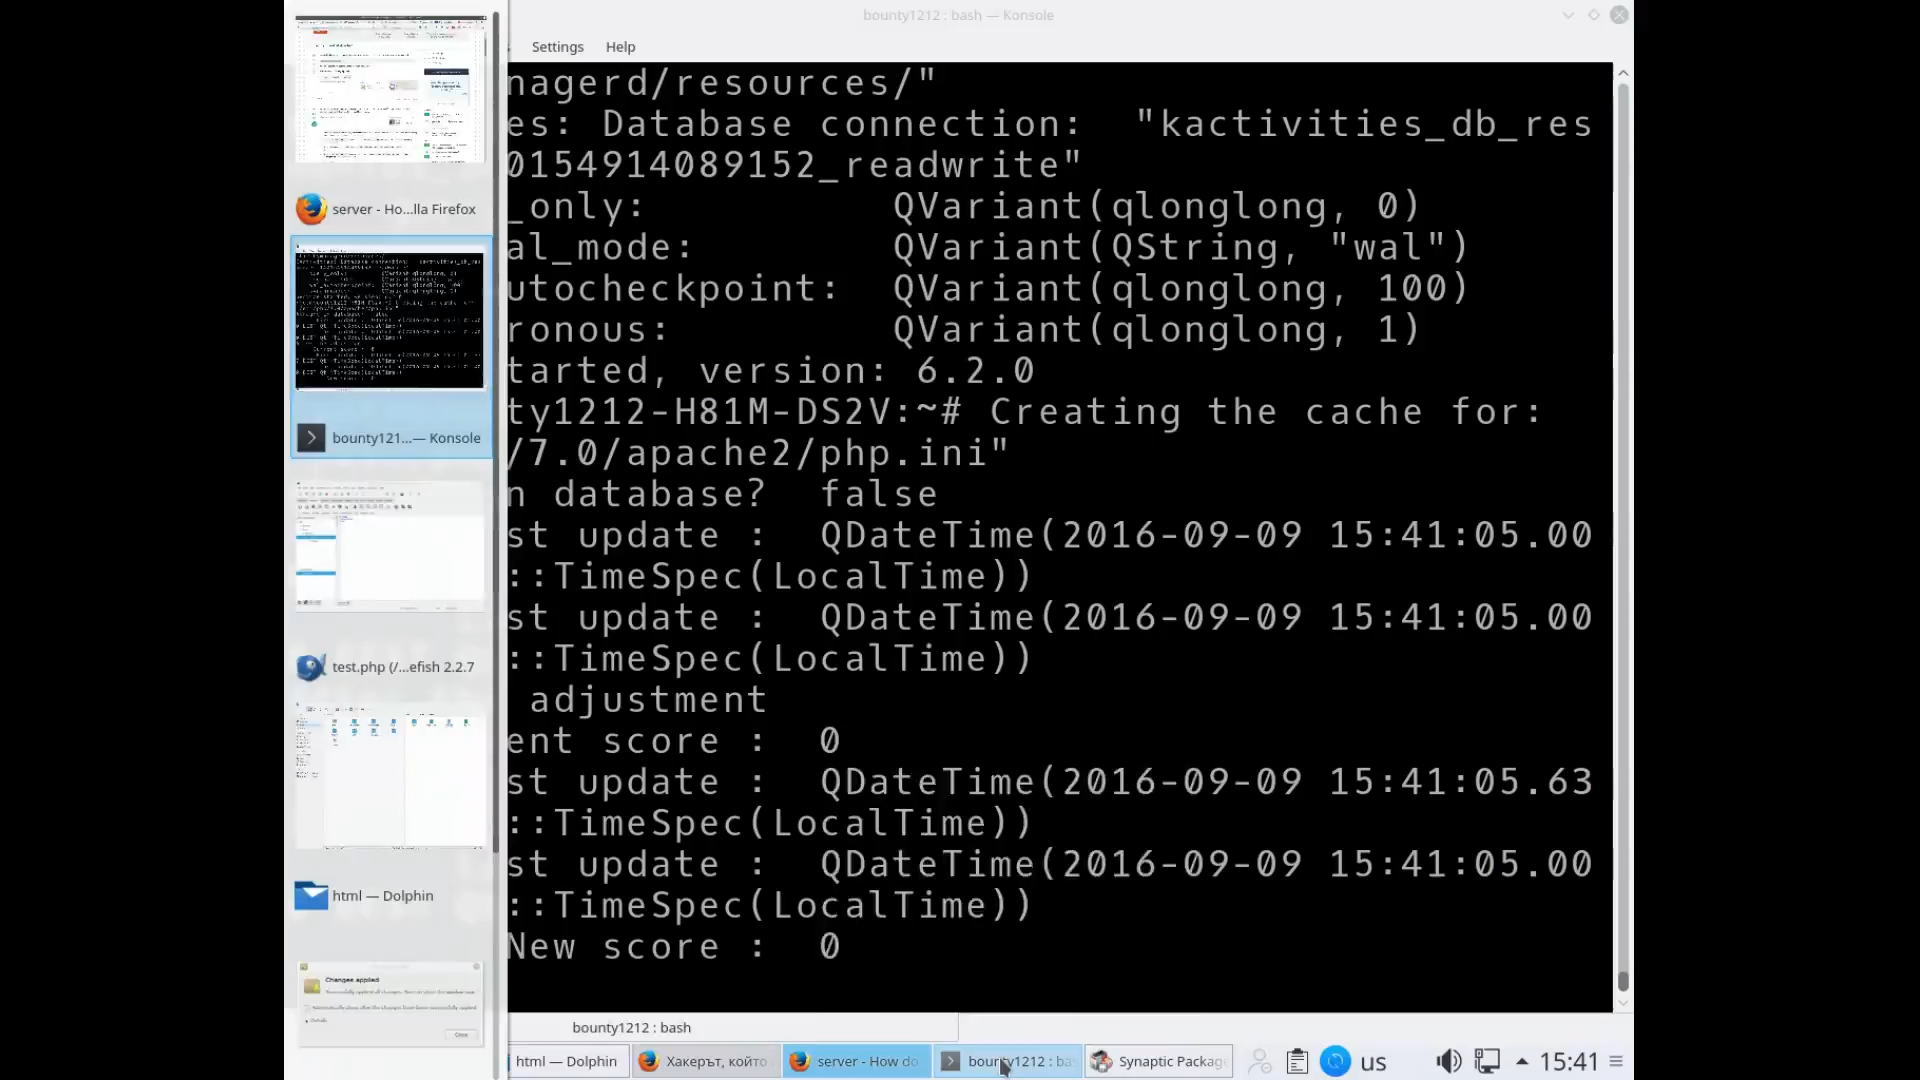 bounty1212 : bash — Konsole
Settings Help
nagerd/resources/"
es: Database connection: "kactivities_db_res
0154914089152_readwrite"
_only: QVariant(qlonglong, 0)
al_mode: QVariant(QString, "wal")
utocheckpoint: QVariant(qlonglong, 100)
ronous: QVariant(qlonglong, 1)
tarted, version: 6.2.0
ty1212-H81M-DS2V:~# Creating the cache for:
/7.0/apache2/php.ini"
n database? false
st update : QDateTime(2016-09-09 15:41:05.00
::TimeSpec(LocalTime))
st update : QDateTime(2016-09-09 15:41:05.00
::TimeSpec(LocalTime))
adjustment
ent score : 0
st update : QDateTime(2016-09-09 15:41:05.63
::TimeSpec(LocalTime))
st update : QDateTime(2016-09-09 15:41:05.00
::TimeSpec(LocalTime))
New score : 0
server - Ho...lla Firefox
bounty121...— Konsole
test.php (/...efish 2.2.7
html — Dolphin
Changes applied
Close
bounty1212 : bash
html — Dolphin
Хакерът, който
server - How do
bounty1212 : ba
Synaptic Packag
us
15:41